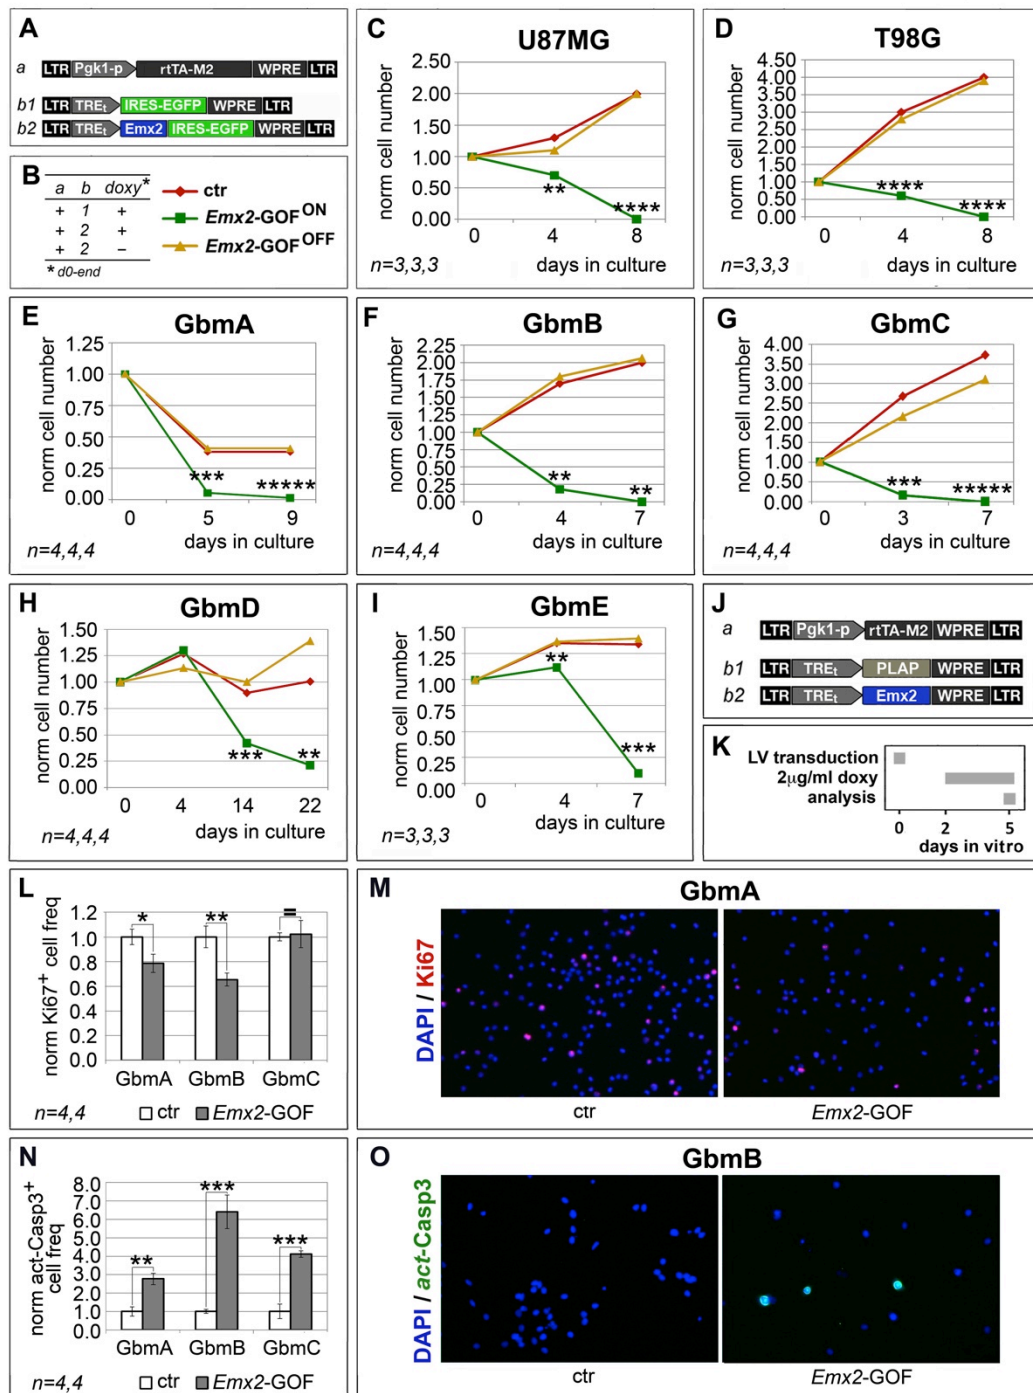 A
a LTR Pgk1-p rtTA-M2 WPRE LTR
b1 LTR TREt IRES-EGFP WPRE LTR
b2 LTR TREt Emx2 IRES-EGFP WPRE LTR
B
a b doxy*
+ 1 +
+ 2 +
+ 2 −
* d0-end
ctr
Emx2-GOF ON
Emx2-GOF OFF
C
U87MG
norm cell number
2.00
1.50
1.00
0.50
0.00
**
****
0 4 8
n=3,3,3 days in culture
D
T98G
norm cell number
4.50
4.00
3.50
3.00
2.50
2.00
1.50
1.00
0.50
0.00
****
****
0 4 8
n=3,3,3 days in culture
E
GbmA
norm cell number
1.25
1.00
0.75
0.50
0.25
0.00
***
*****
0 5 9
days in culture
n=4,4,4
F
GbmB
norm cell number
2.25
2.00
1.75
1.50
1.25
1.00
0.75
0.50
0.25
0.00
**
**
0 4 7
days in culture
n=4,4,4
G
GbmC
norm cell number
4.00
3.50
3.00
2.50
2.00
1.50
1.00
0.50
0.00
***
*****
0 3 7
days in culture
n=4,4,4
H
GbmD
norm cell number
1.50
1.25
1.00
0.75
0.50
0.25
0.00
***
**
0 4 14 22
days in culture
n=4,4,4
I
GbmE
norm cell number
1.50
1.25
1.00
0.75
0.50
0.25
0.00
**
***
0 4 7
days in culture
n=3,3,3
J
a LTR Pgk1-p rtTA-M2 WPRE LTR
b1 LTR TREt PLAP WPRE LTR
b2 LTR TREt Emx2 WPRE LTR
K
LV transduction
2µg/ml doxy
analysis
0 2 5
days in vitro
L
norm Ki67+ cell freq
1.2
1.0
0.8
0.6
0.4
0.2
0.0
*
**
=
GbmA GbmB GbmC
n=4,4 ctr Emx2-GOF
M
GbmA
DAPI / Ki67
ctr Emx2-GOF
N
norm act-Casp3+
cell freq
8.0
7.0
6.0
5.0
4.0
3.0
2.0
1.0
0.0
**
***
***
GbmA GbmB GbmC
n=4,4 ctr Emx2-GOF
O
GbmB
DAPI / act-Casp3
ctr Emx2-GOF